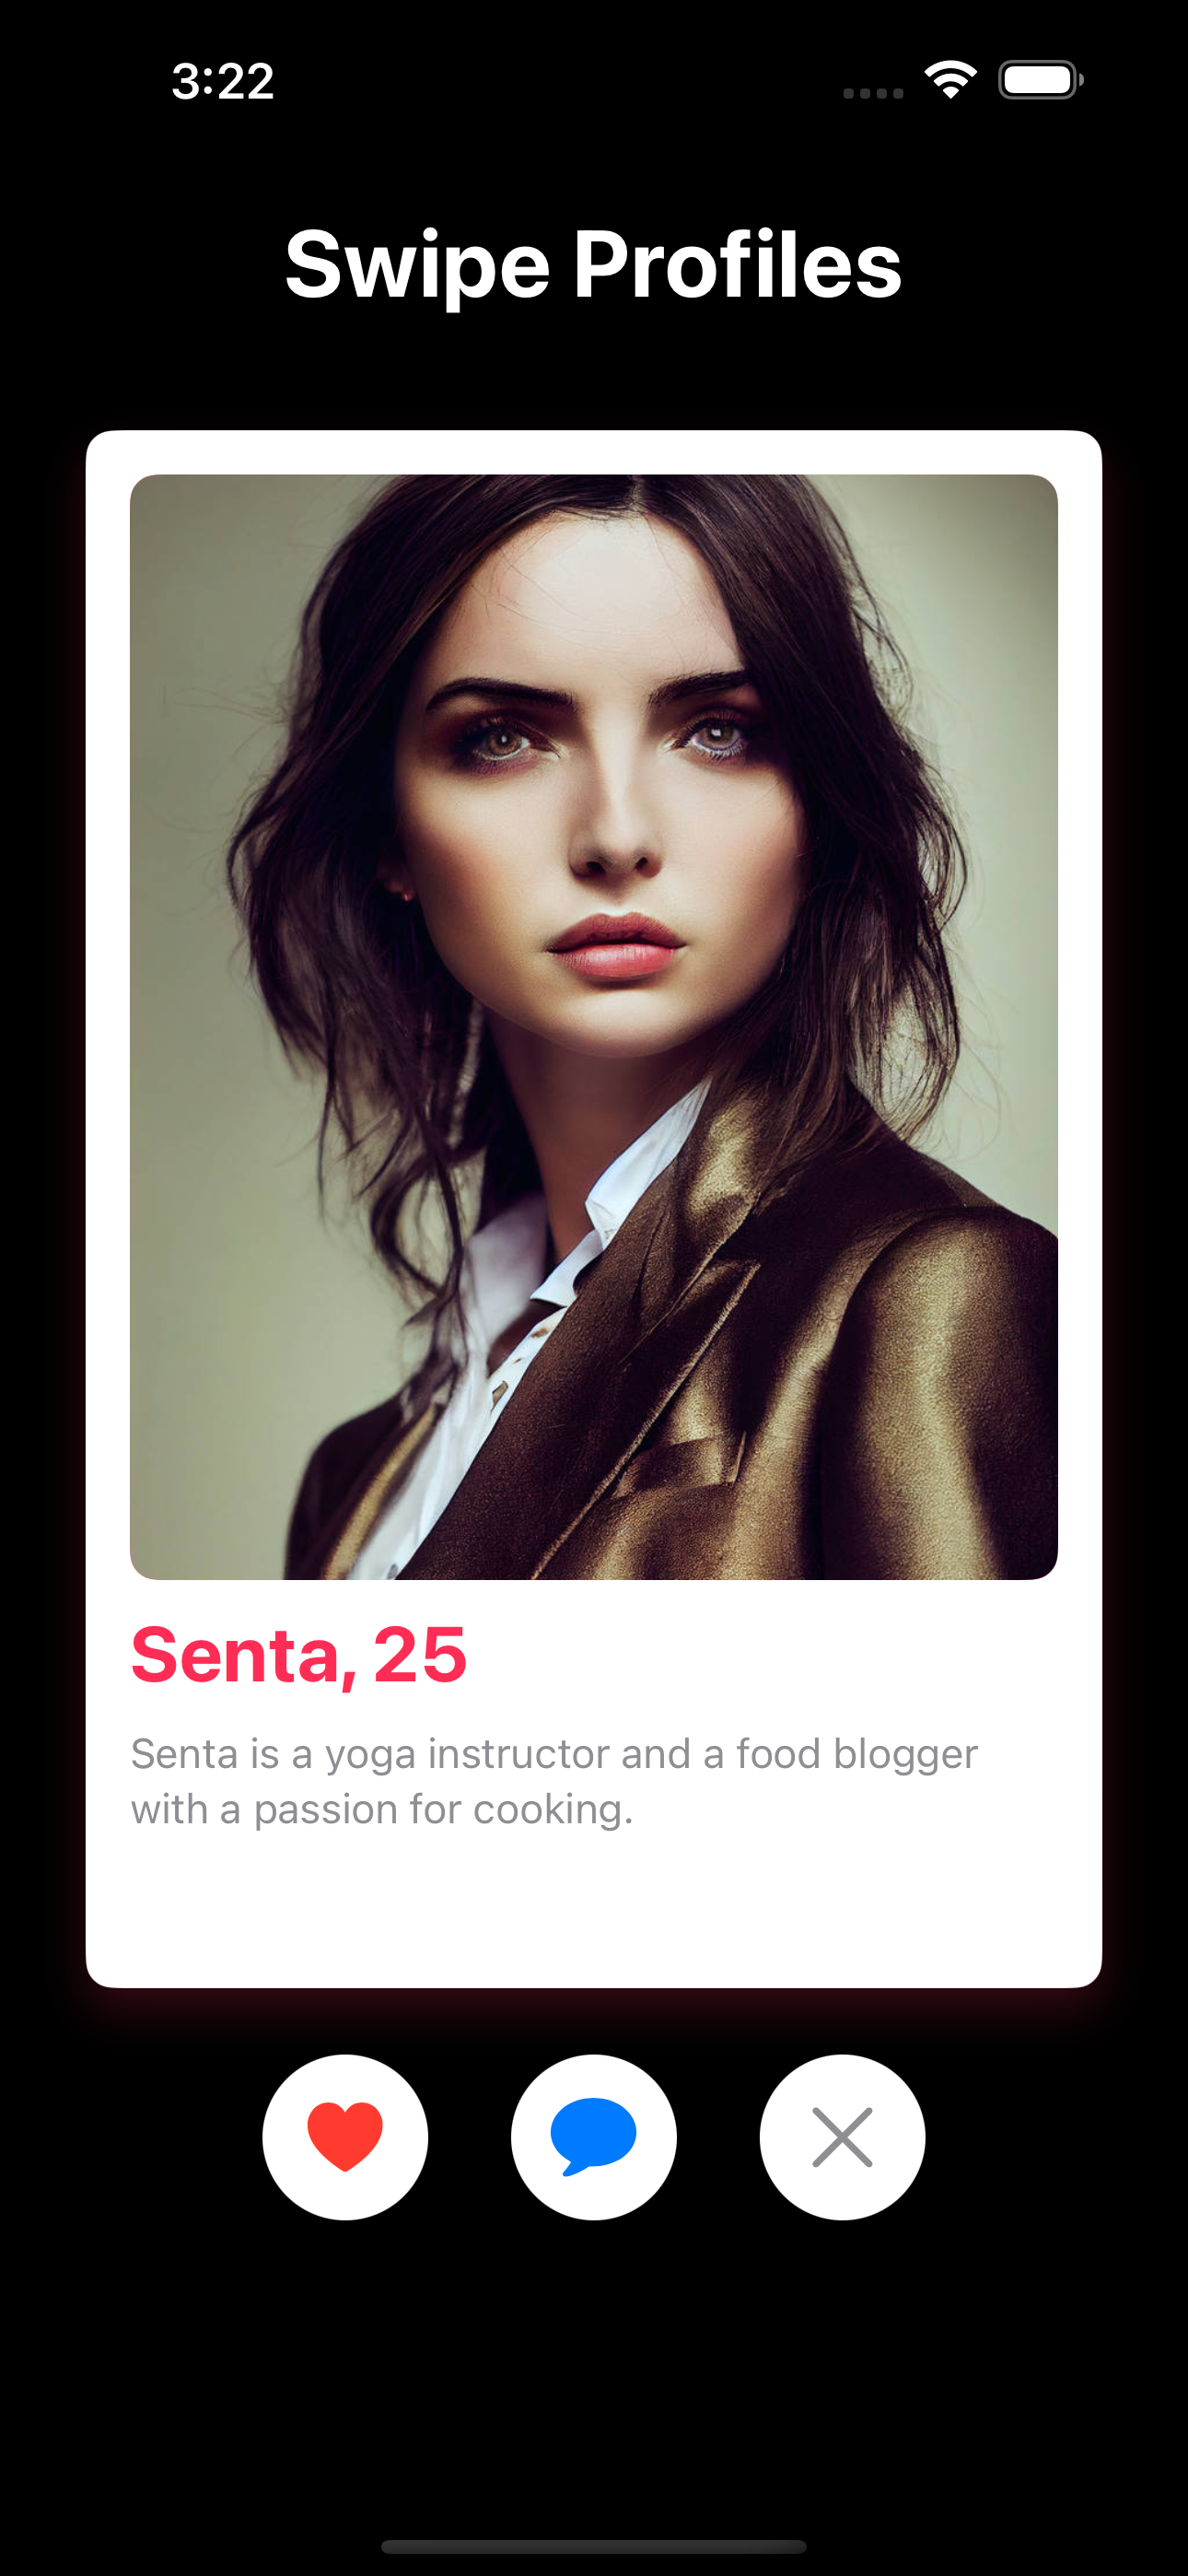 3:22
Swipe Profiles
Senta, 25
Senta is a yoga instructor and a food blogger
with a passion for cooking.